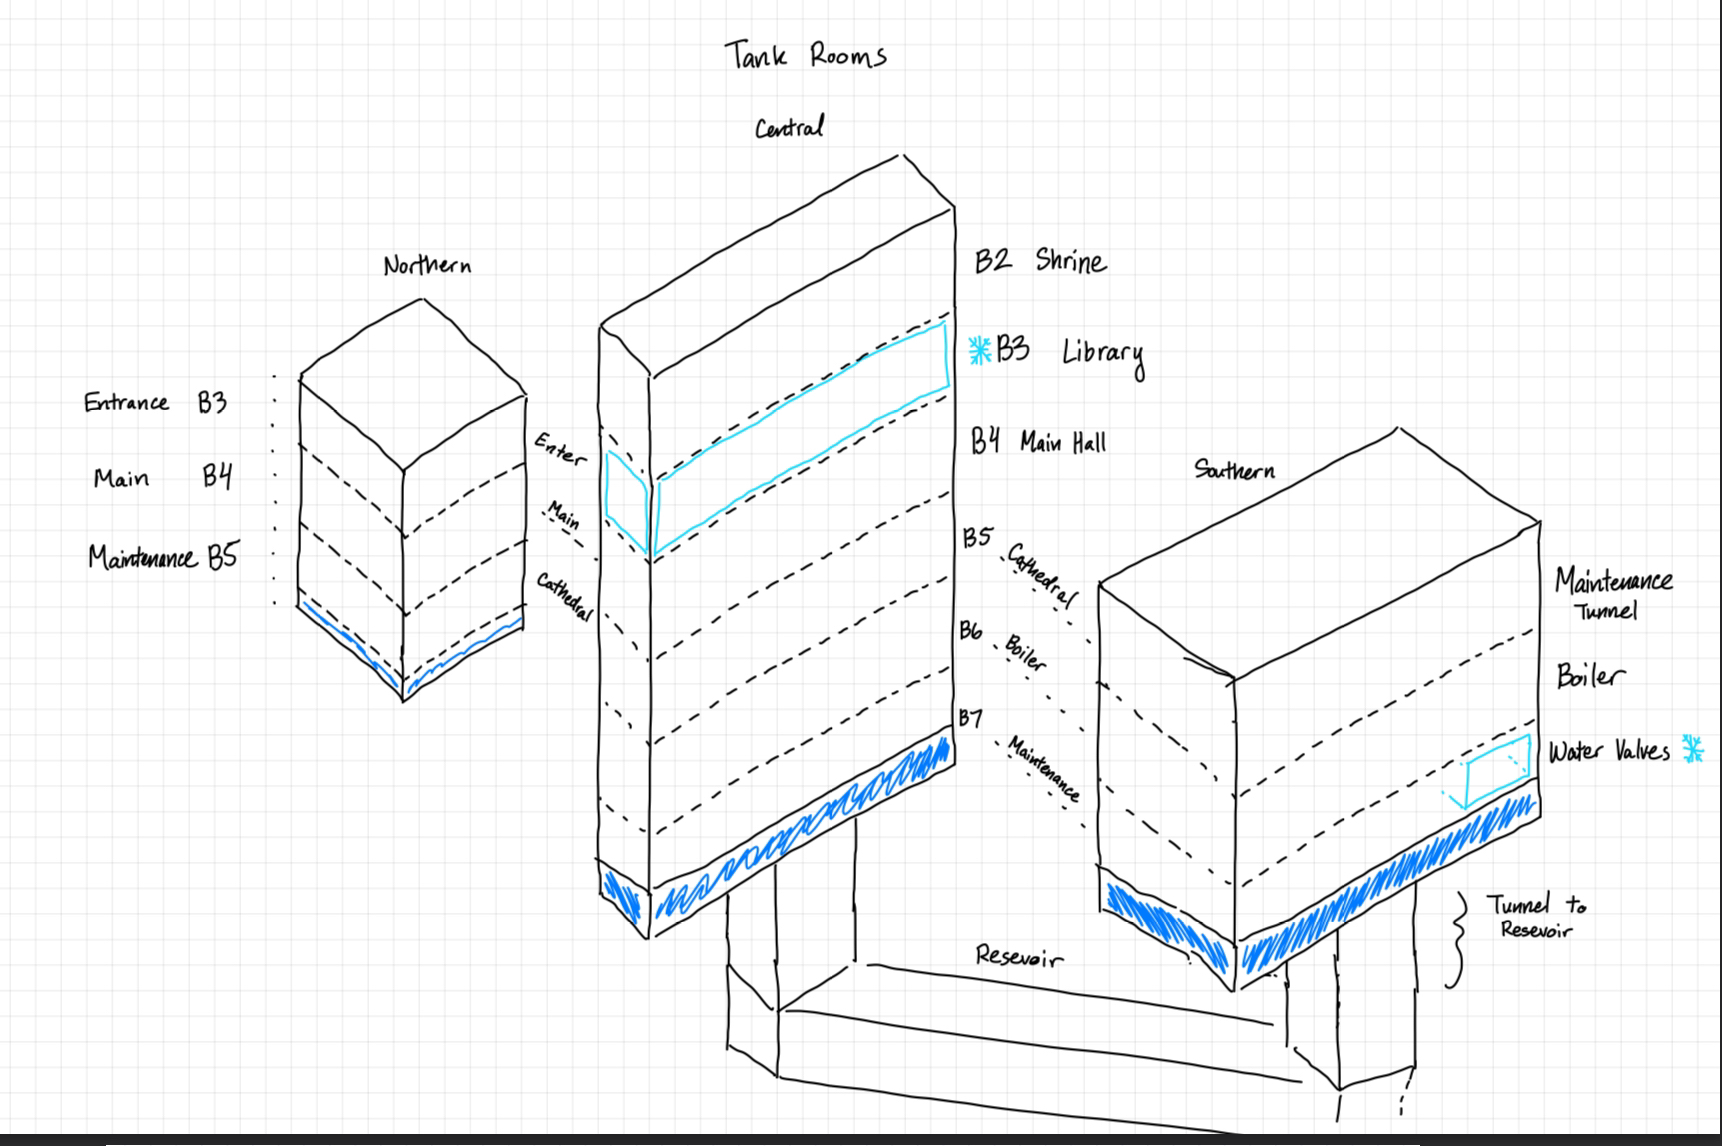 Tank Rooms
Central
Northern
Entrance B3
Main B4
Maintenance B5
Enter
Main
Cathedral
B2 Shrine
B3 Library
B4 Main Hall
B5 Cathedral
B6 Boiler
B7 Maintenance
Southern
Maintenance
Tunnel
Boiler
Water Valves
Tunnel to
Resevoir
Resevoir